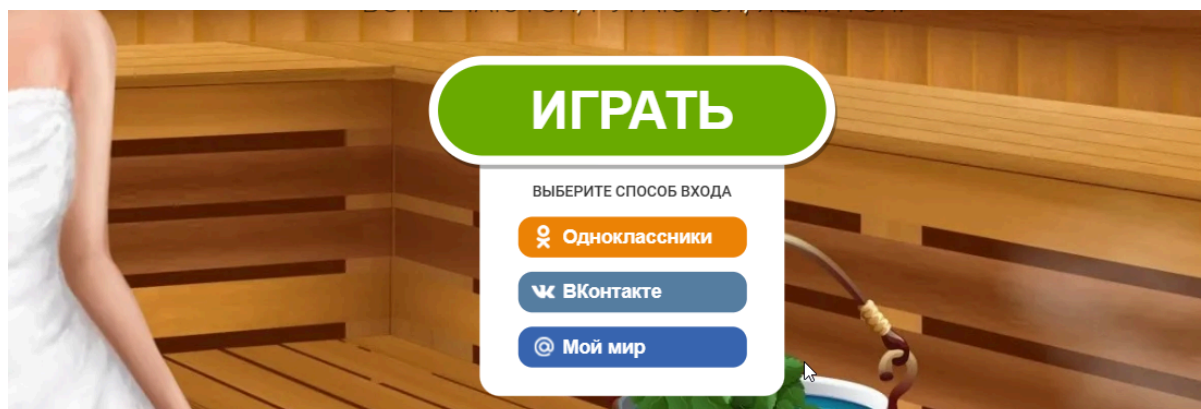 ИГРАТЬ
ВЫБЕРИТЕ СПОСОБ ВХОДА
Одноклассники
ВКонтакте
@ Мой мир